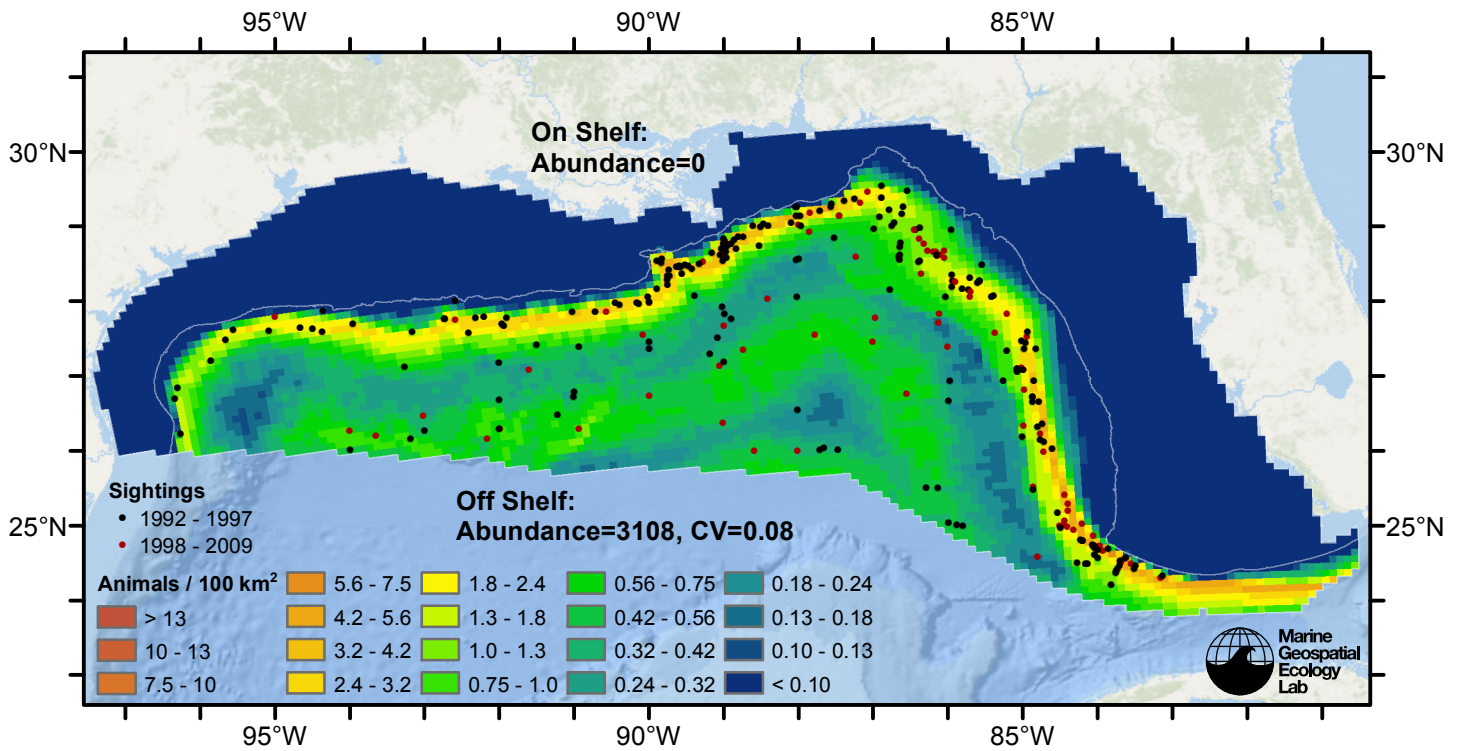 95°W 90°W 85°W
30°N 30°N
On Shelf:
Abundance=0
Sightings
1992 - 1997
1998 - 2009
Off Shelf:
Abundance=3108, CV=0.08
25°N 25°N
Animals / 100 km²
5.6 - 7.5 1.8 - 2.4 0.56 - 0.75 0.18 - 0.24
> 13 4.2 - 5.6 1.3 - 1.8 0.42 - 0.56 0.13 - 0.18
10 - 13 3.2 - 4.2 1.0 - 1.3 0.32 - 0.42 0.10 - 0.13
7.5 - 10 2.4 - 3.2 0.75 - 1.0 0.24 - 0.32 < 0.10
Marine
Geospatial
Ecology
Lab
95°W 90°W 85°W